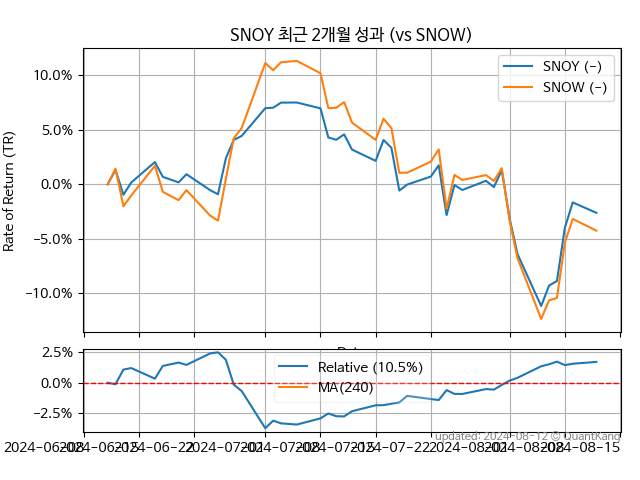 SNOY 최근 2개월 성과 (vs SNOW)
Rate of Return (TR)
10.0%
5.0%
0.0%
−5.0%
−10.0%
SNOY (-)
SNOW (-)
2.5%
0.0%
−2.5%
Relative (10.5%)
MA(240)
updated: 2024-08-12 © QuantKang
2024-06-08
2024-06-15
2024-06-22
2024-07-01
2024-07-08
2024-07-15
2024-07-22
2024-08-01
2024-08-08
2024-08-15